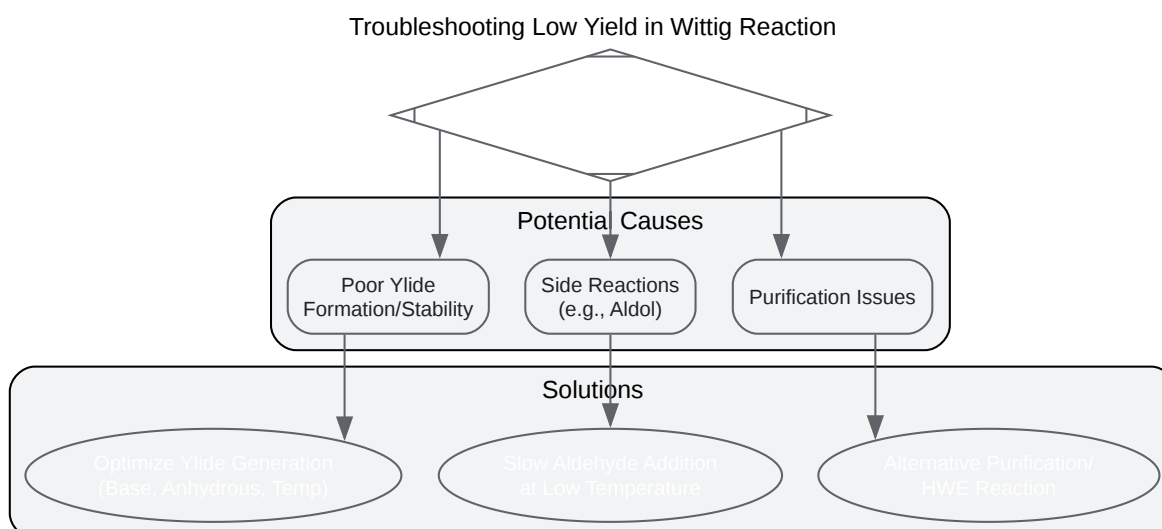 Troubleshooting Low Yield in Wittig Reaction
Potential Causes
Poor Ylide
Formation/Stability
Side Reactions
(e.g., Aldol)
Purification Issues
Solutions
Optimize Ylide Generation
(Base, Anhydrous, Temp)
Slow Aldehyde Addition
at Low Temperature
Alternative Purification/
HWE Reaction